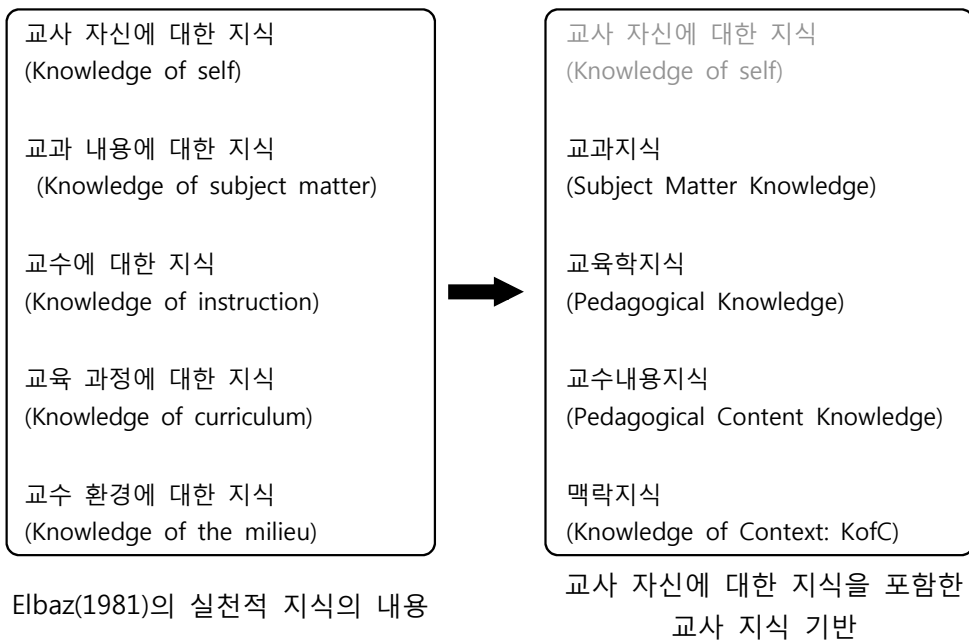 교사 자신에 대한 지식
(Knowledge of self)
교과 내용에 대한 지식
(Knowledge of subject matter)
교수에 대한 지식
(Knowledge of instruction)
교육 과정에 대한 지식
(Knowledge of curriculum)
교수 환경에 대한 지식
(Knowledge of the milieu)
Elbaz(1981)의 실천적 지식의 내용
교사 자신에 대한 지식
(Knowledge of self)
교과지식
(Subject Matter Knowledge)
교육학지식
(Pedagogical Knowledge)
교수내용지식
(Pedagogical Content Knowledge)
맥락지식
(Knowledge of Context: KofC)
교사 자신에 대한 지식을 포함한
교사 지식 기반